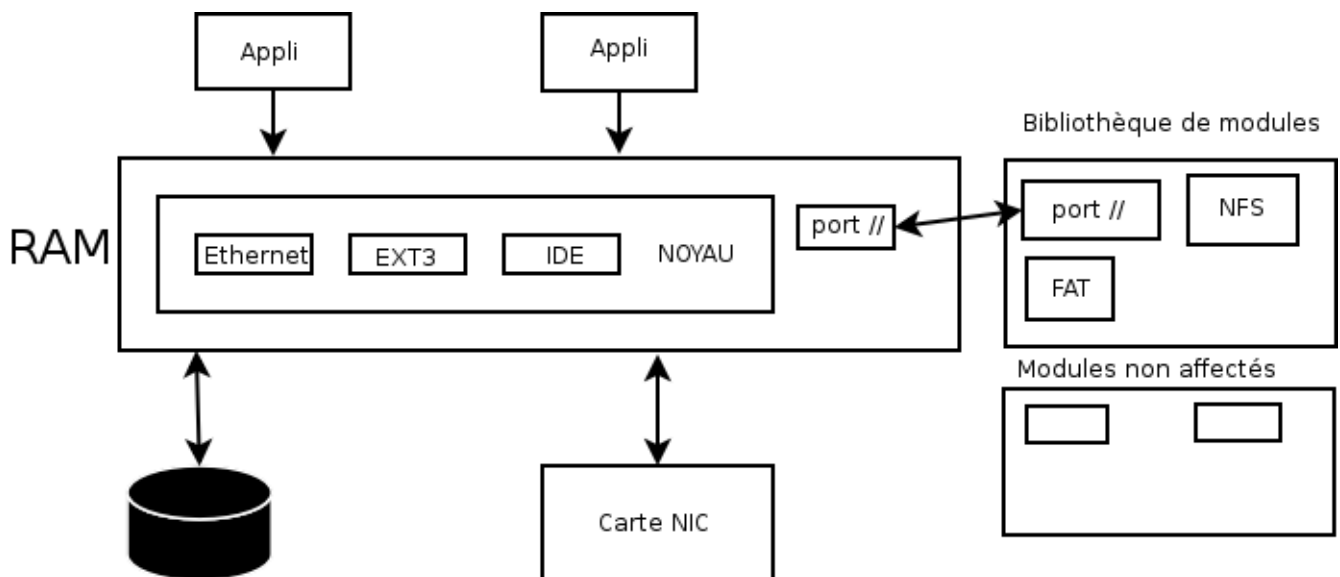 Appli
Appli
Bibliothèque de modules
RAM
Ethernet
EXT3
IDE
NOYAU
port //
port //
NFS
FAT
Modules non affectés
Carte NIC